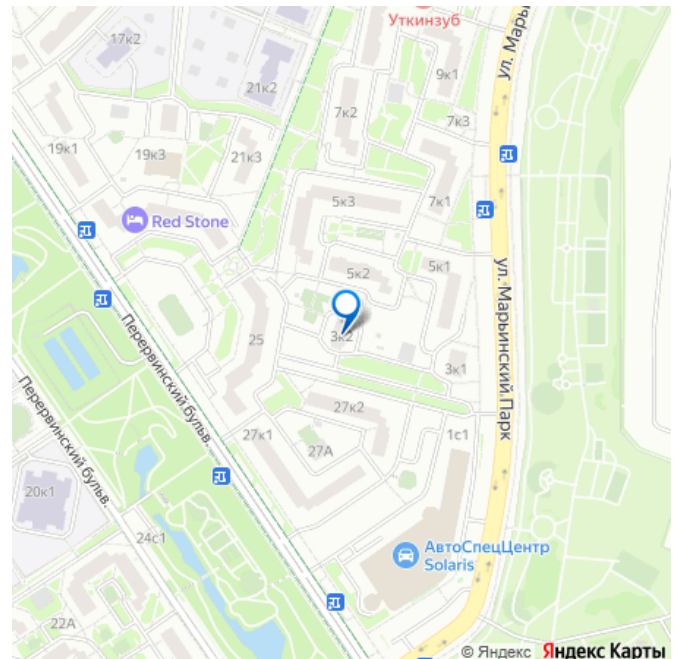 Уткинзуб
17к2
9к1
ул. Марьи
21к2
7к2
7к3
19к1
19к3
21к3
5к3
7к1
Red Stone
5к2
5к1
ул. Марьинский Парк
25
3к2
3к1
Перервинский бульв.
Перервинский бульв.
27к2
27к1
27А
1с1
20к1
24с1
АвтоСпецЦентр
Solaris
22А
© Яндекс Яндекс Карты